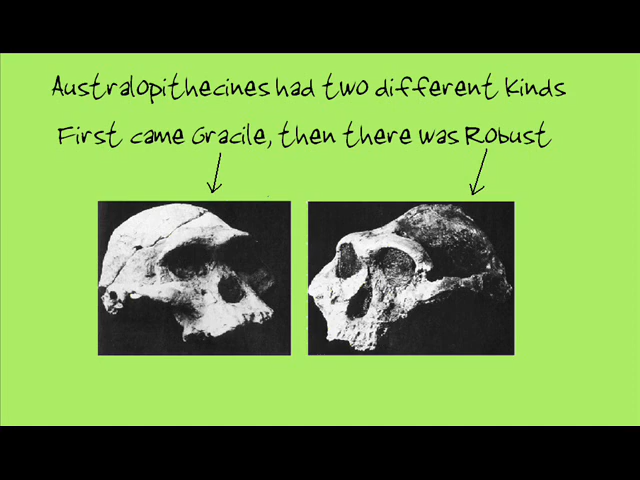 Australopithecines had two different kinds
First came Gracile, then there was Robust